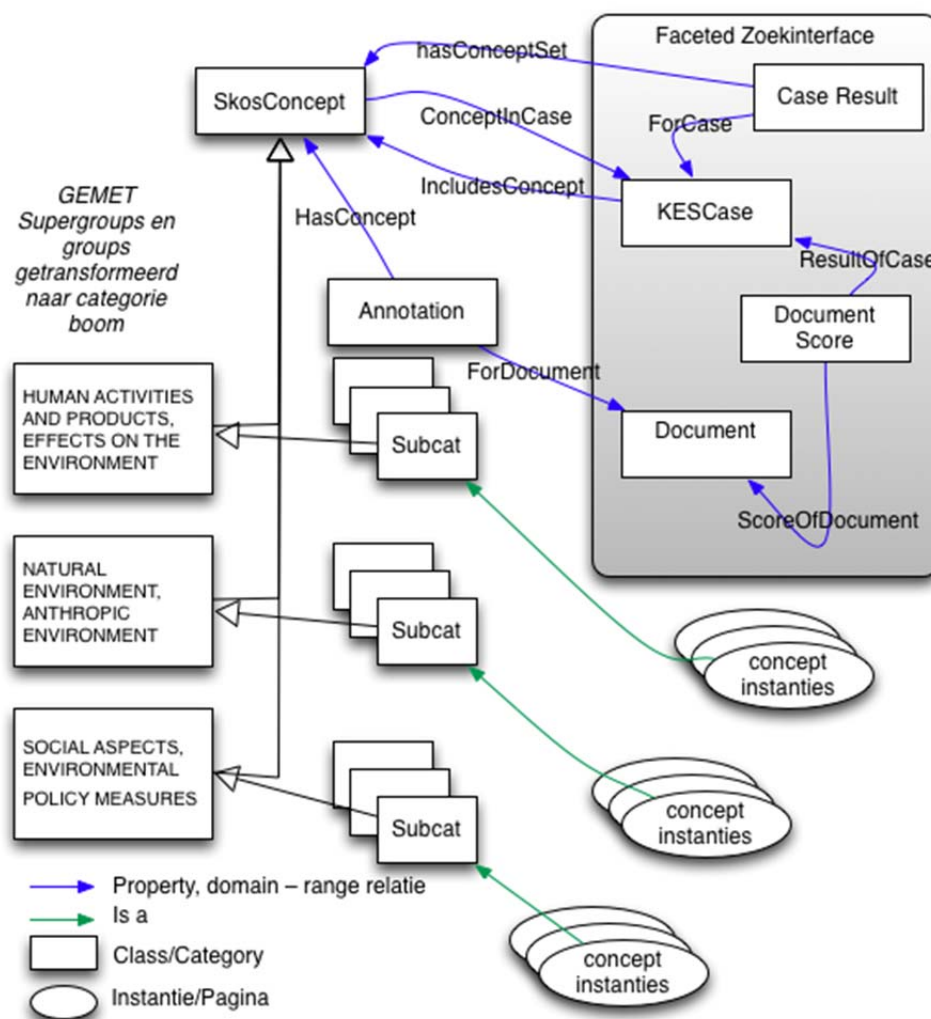 Faceted Zoekinterface
hasConceptSet
SkosConcept
Case Result
ConceptInCase
ForCase
IncludesConcept
KESCase
GEMET
Supergroups en
groups
getransformeerd
naar categorie
boom
HasConcept
ResultOfCase
Annotation
Document
Score
ForDocument
HUMAN ACTIVITIES
AND PRODUCTS,
EFFECTS ON THE
ENVIRONMENT
Subcat
Document
ScoreOfDocument
NATURAL
ENVIRONMENT,
ANTHROPIC
ENVIRONMENT
Subcat
concept
instanties
SOCIAL ASPECTS,
ENVIRONMENTAL
POLICY MEASURES
Subcat
concept
instanties
Property, domain – range relatie
Is a
Class/Category
Instantie/Pagina
concept
instanties